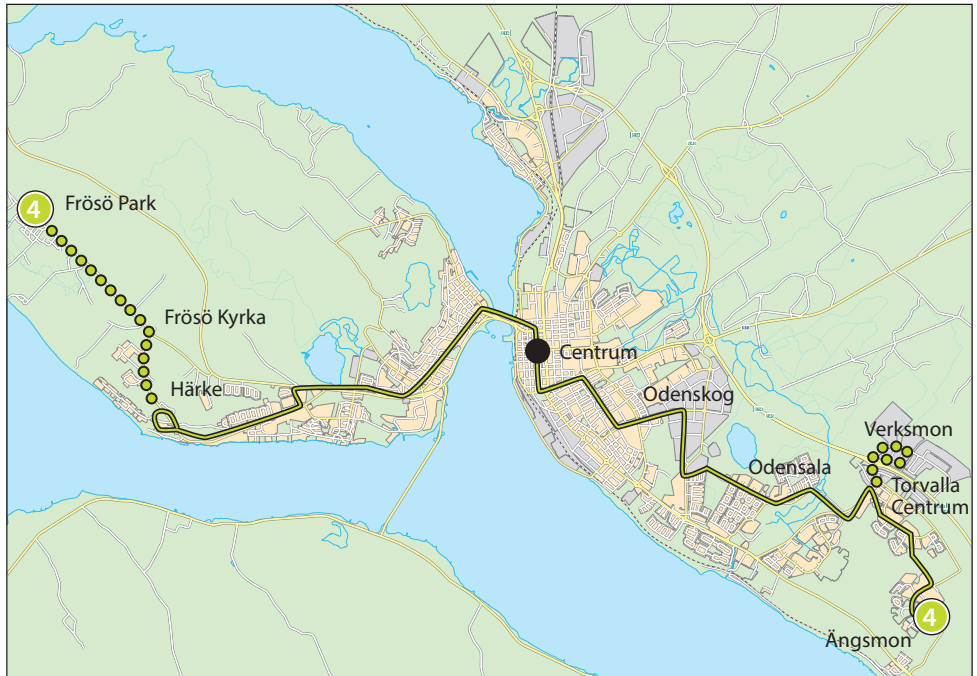 4
Frösö Park
Frösö Kyrka
Härke
Centrum
Odenskog
Verksmon
Odensala
Torvalla
Centrum
4
Ängsmon